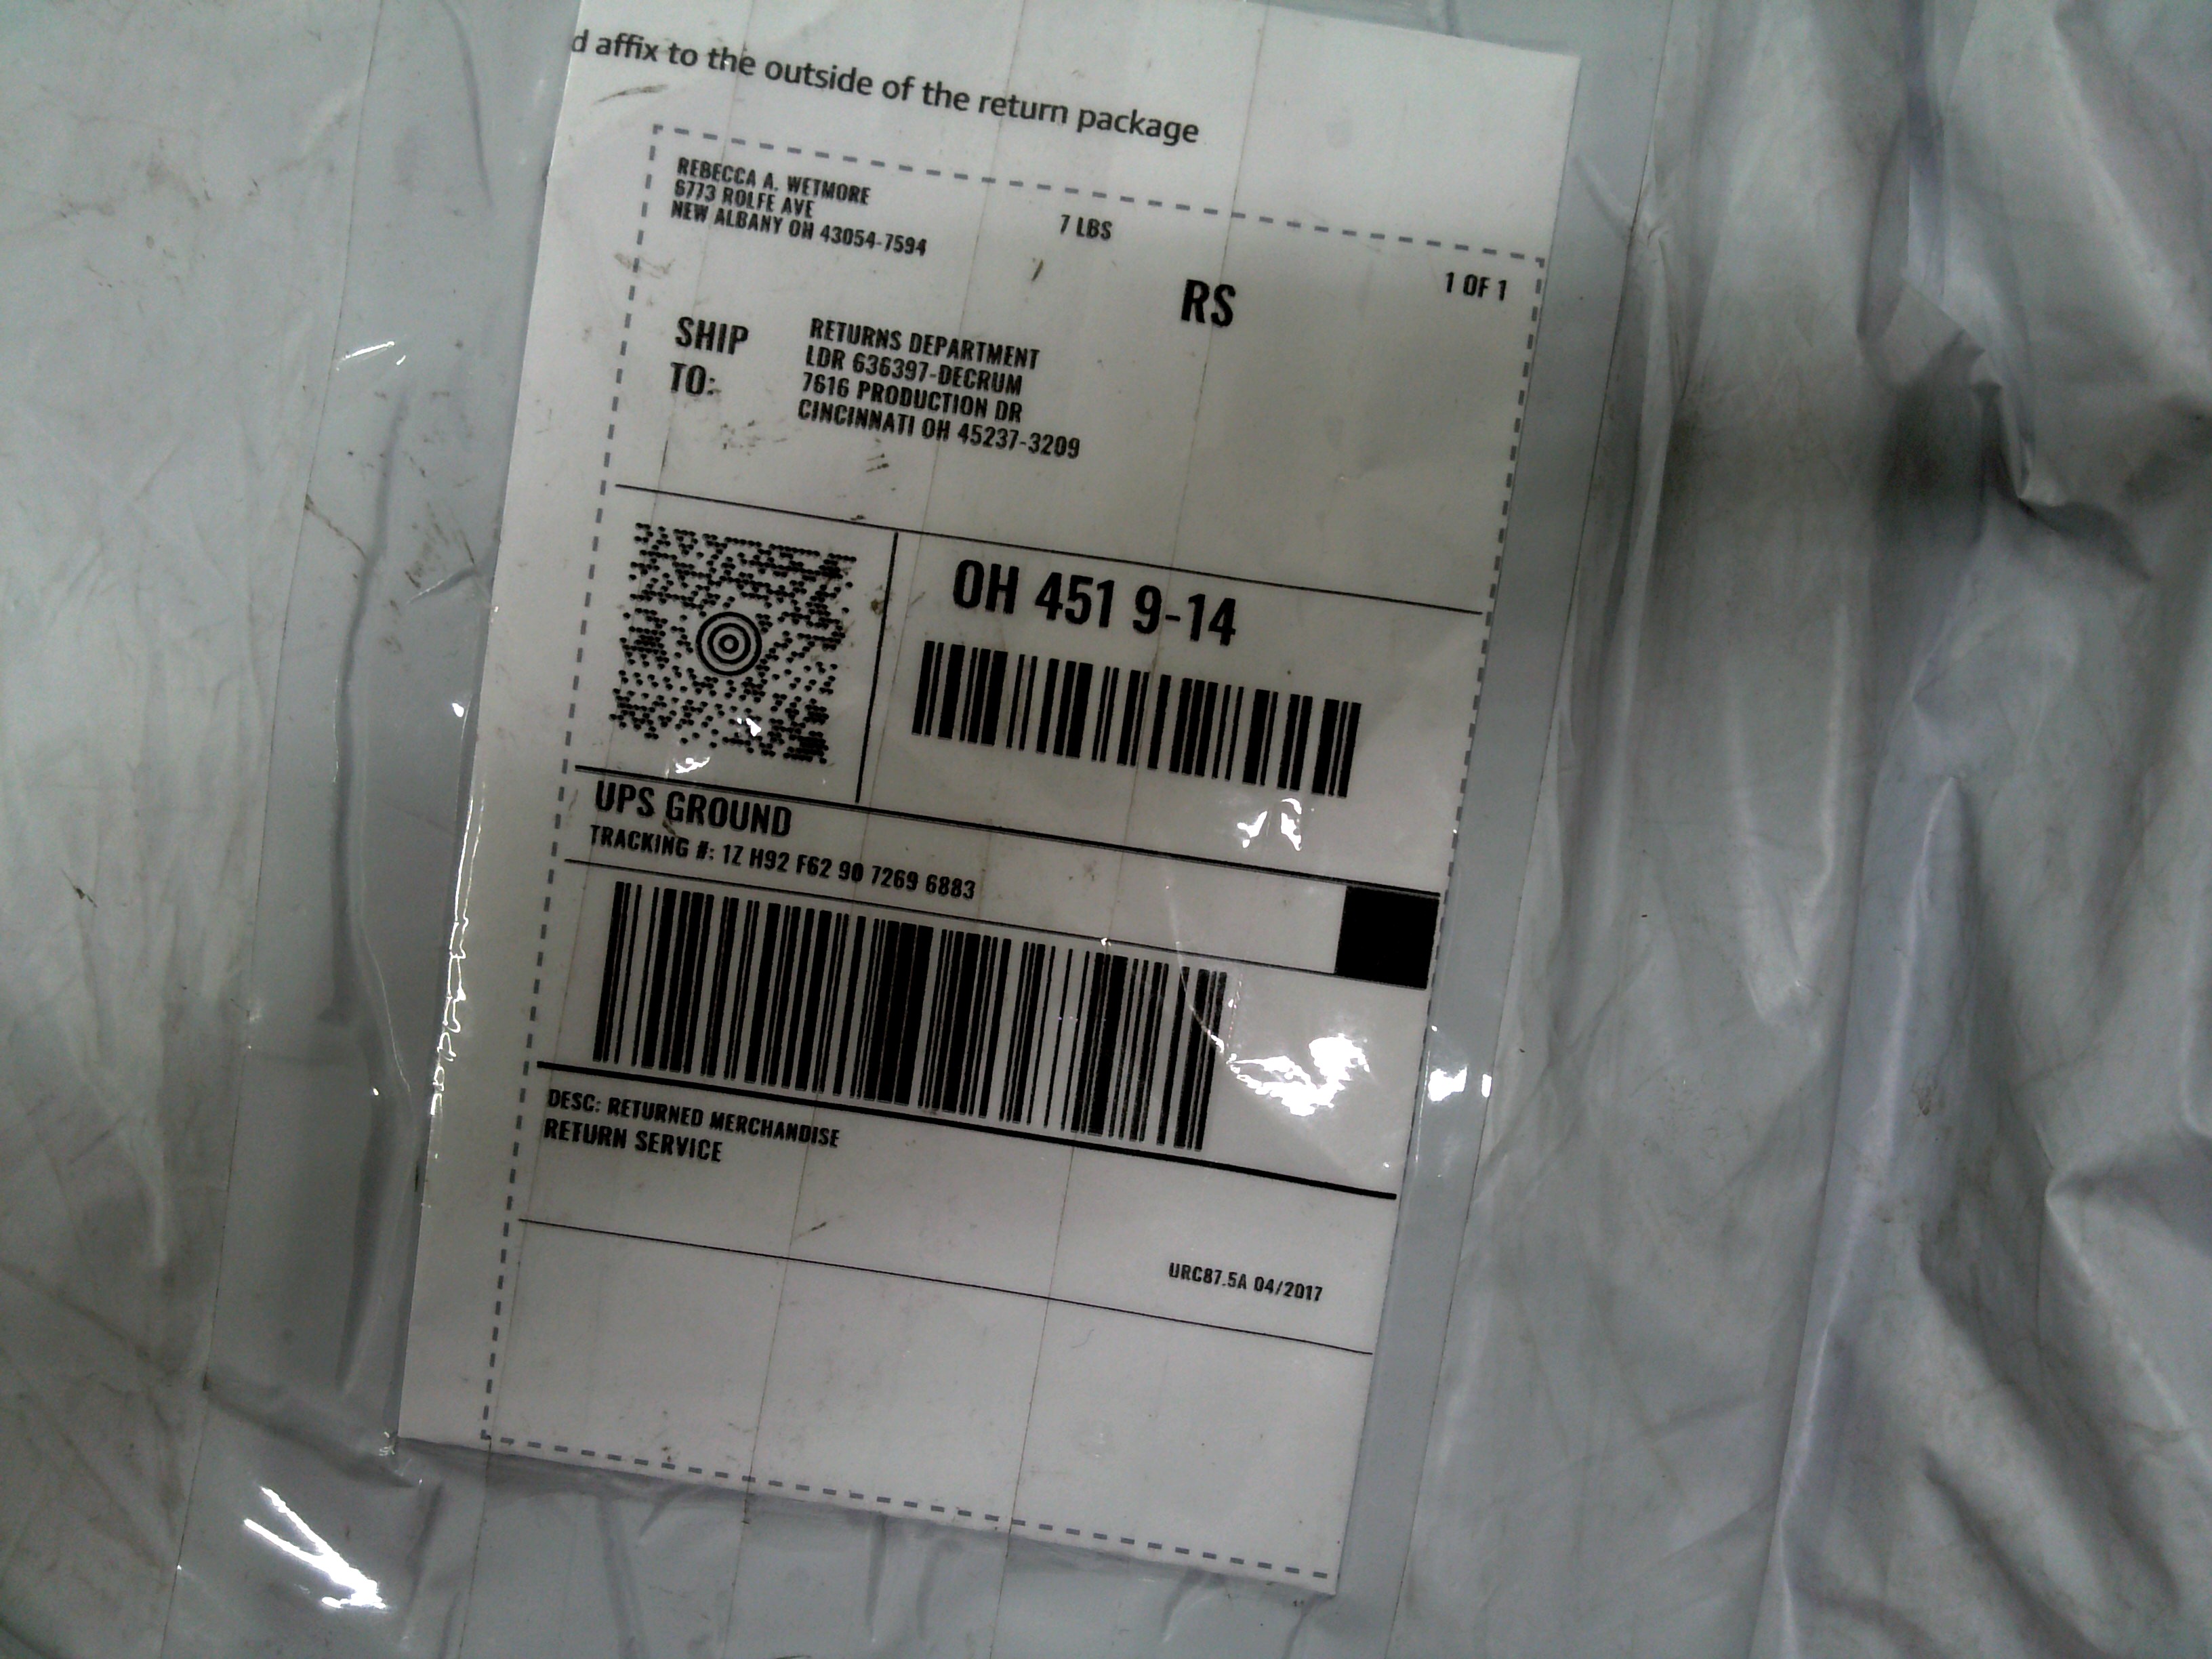 d affix to the outside of the return package
REBECCA A. WETMORE
6773 ROLFE AVE
NEW ALBANY OH 43054-7594
7 LBS
RS
1 OF 1
SHIP
TO:
RETURNS DEPARTMENT
LDR 636397-DECRUM
7616 PRODUCTION DR
CINCINNATI OH 45237-3209
OH 451 9-14
UPS GROUND
TRACKING #: 1Z H92 F62 90 7269 6883
DESC: RETURNED MERCHANDISE
RETURN SERVICE
URC87.5A 04/2017